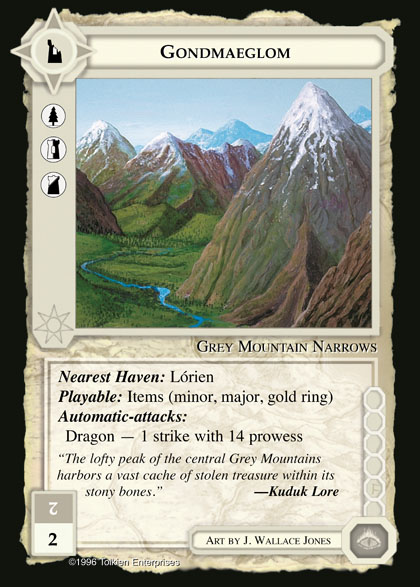 GONDMAEGLOM
GREY MOUNTAIN NARROWS
Nearest Haven: Lórien
Playable: Items (minor, major, gold ring)
Automatic-attacks:
Dragon — 1 strike with 14 prowess
“The lofty peak of the central Grey Mountains
harbors a vast cache of stolen treasure within its
stony bones.” —Kuduk Lore
2
2
ART BY J. WALLACE JONES
©1996 Tolkien Enterprises